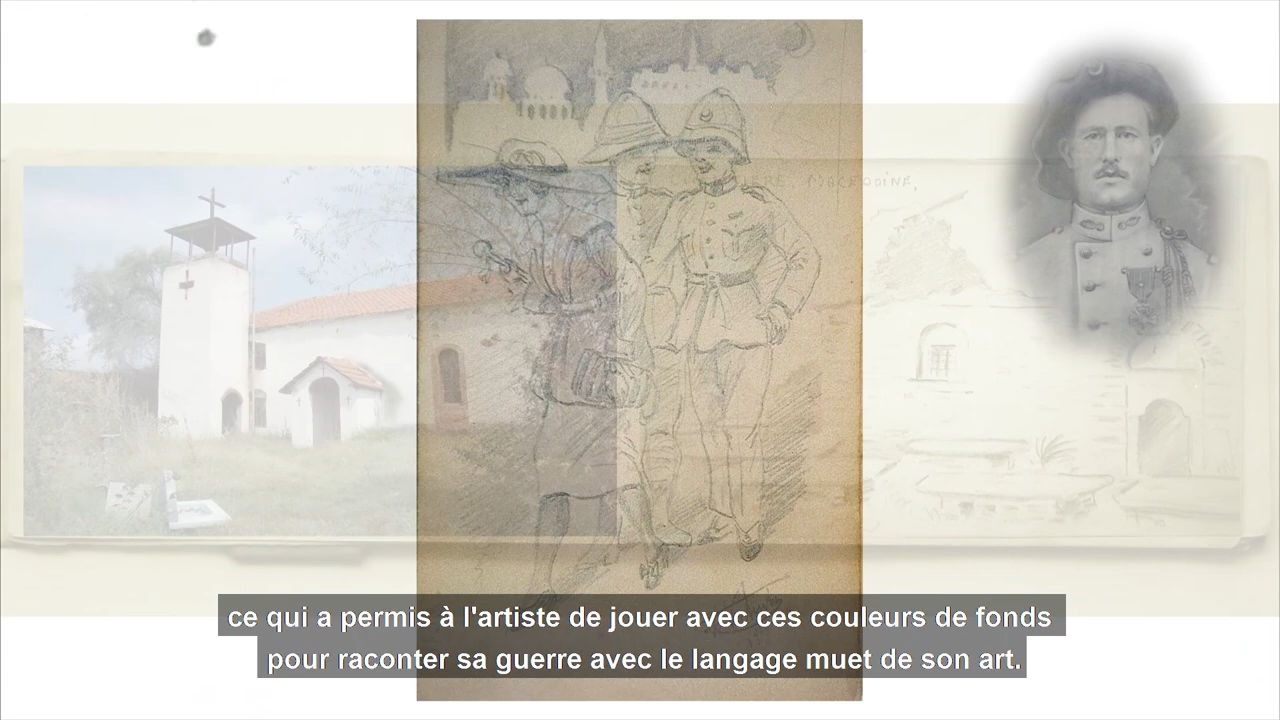 MACEDOINE,
ce qui a permis à l'artiste de jouer avec ces couleurs de fonds
pour raconter sa guerre avec le langage muet de son art.